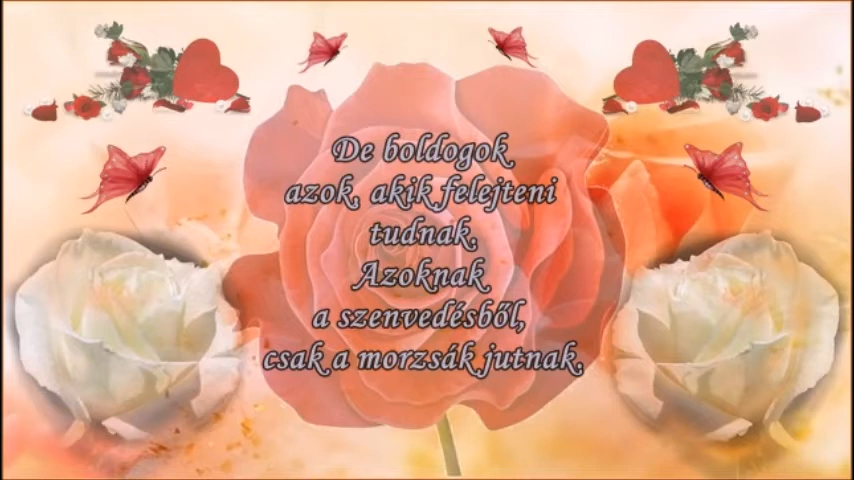 De boldogok
azok, akik felejteni
tudnak.
Azoknak
a szenvedésből,
csak a morzsák jutnak.